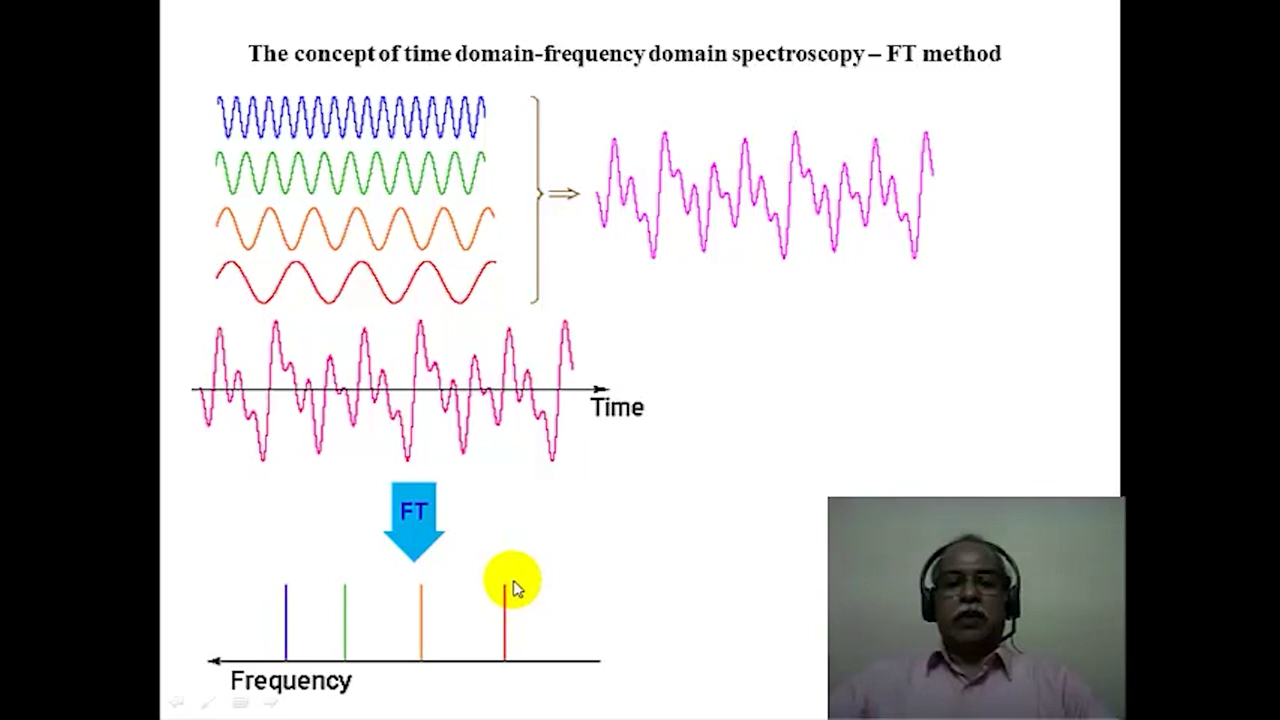 The concept of time domain-frequency domain spectroscopy – FT method
Time
FT
Frequency